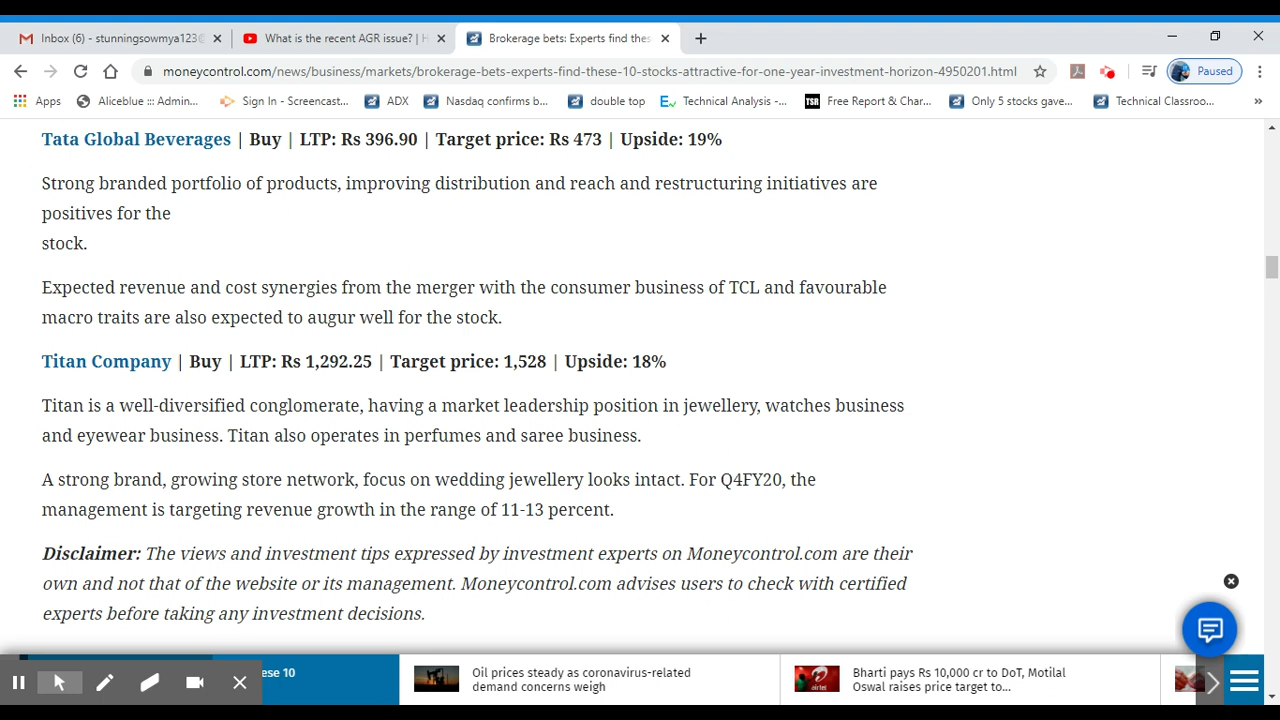 Inbox (6) - stunningsowmya123
What is the recent AGR issue? | H
Brokerage bets: Experts find thes
moneycontrol.com/news/business/markets/brokerage-bets-experts-find-these-10-stocks-attractive-for-one-year-investment-horizon-4950201.html
Paused
Apps
Aliceblue ::: Admin...
Sign In - Screencast...
ADX
Nasdaq confirms b...
double top
Technical Analysis -...
TSR
Free Report & Char...
Only 5 stocks gave...
Technical Classroo...
»
Tata Global Beverages | Buy | LTP: Rs 396.90 | Target price: Rs 473 | Upside: 19%
Strong branded portfolio of products, improving distribution and reach and restructuring initiatives are
positives for the
stock.
Expected revenue and cost synergies from the merger with the consumer business of TCL and favourable
macro traits are also expected to augur well for the stock.
Titan Company | Buy | LTP: Rs 1,292.25 | Target price: 1,528 | Upside: 18%
Titan is a well-diversified conglomerate, having a market leadership position in jewellery, watches business
and eyewear business. Titan also operates in perfumes and saree business.
A strong brand, growing store network, focus on wedding jewellery looks intact. For Q4FY20, the
management is targeting revenue growth in the range of 11-13 percent.
Disclaimer: The views and investment tips expressed by investment experts on Moneycontrol.com are their
own and not that of the website or its management. Moneycontrol.com advises users to check with certified
experts before taking any investment decisions.
ese 10
Oil prices steady as coronavirus-related
demand concerns weigh
airtel
Bharti pays Rs 10,000 cr to DoT, Motilal
Oswal raises price target to...